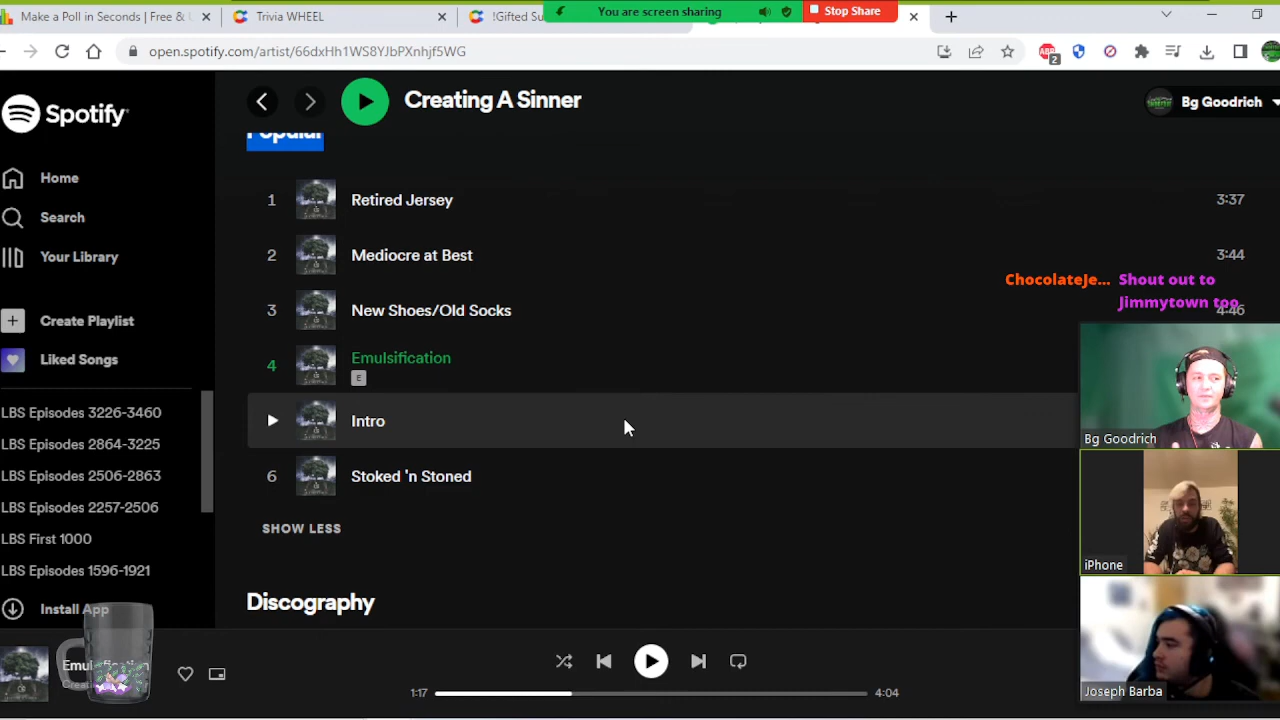 Make a Poll in Seconds | Free &
Trivia WHEEL
!Gifted Su
You are screen sharing
Stop Share
open.spotify.com/artist/66dxHh1WS8YJbPXnhjf5WG
2
Spotify
Creating A Sinner
Bg Goodrich
Popular
Home
Search
Your Library
Create Playlist
Liked Songs
LBS Episodes 3226-3460
LBS Episodes 2864-3225
LBS Episodes 2506-2863
LBS Episodes 2257-2506
LBS First 1000
LBS Episodes 1596-1921
Install App
1 Retired Jersey 3:37
2 Mediocre at Best 3:44
3 New Shoes/Old Socks 4:46
4 Emulsification
E
Intro
6 Stoked 'n Stoned
SHOW LESS
Discography
ChocolateJe... Shout out to
Jimmytown too
Bg Goodrich
iPhone
Joseph Barba
Emulsification
1:17
4:04